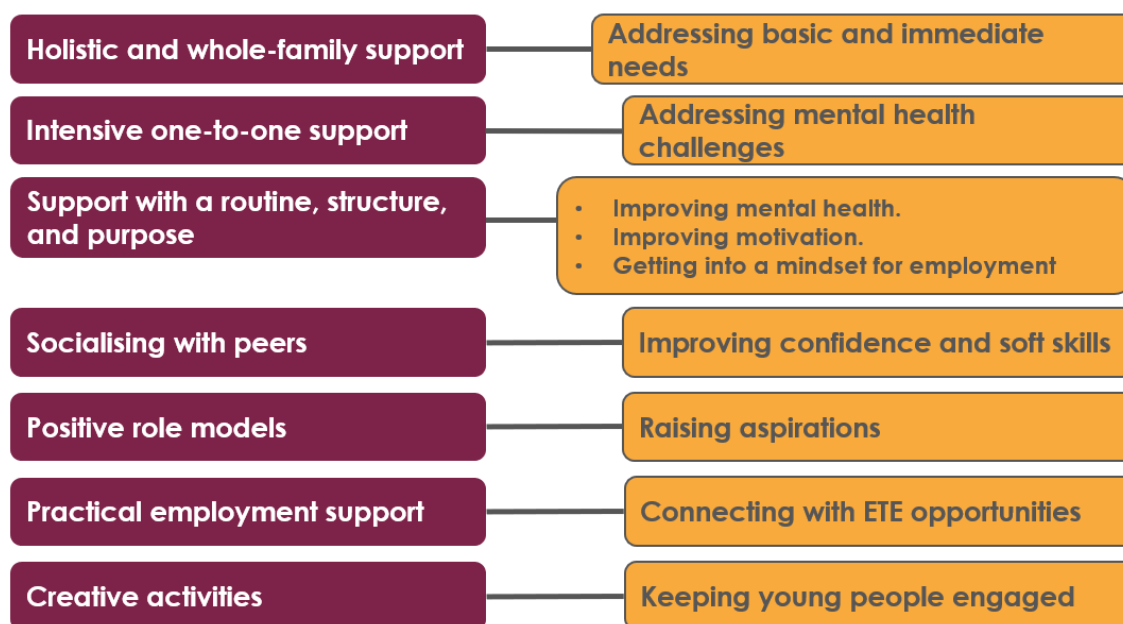 Holistic and whole-family support
Addressing basic and immediate
needs
Intensive one-to-one support
Addressing mental health
challenges
Support with a routine, structure,
and purpose
• Improving mental health.
• Improving motivation.
• Getting into a mindset for employment
Socialising with peers
Improving confidence and soft skills
Positive role models
Raising aspirations
Practical employment support
Connecting with ETE opportunities
Creative activities
Keeping young people engaged